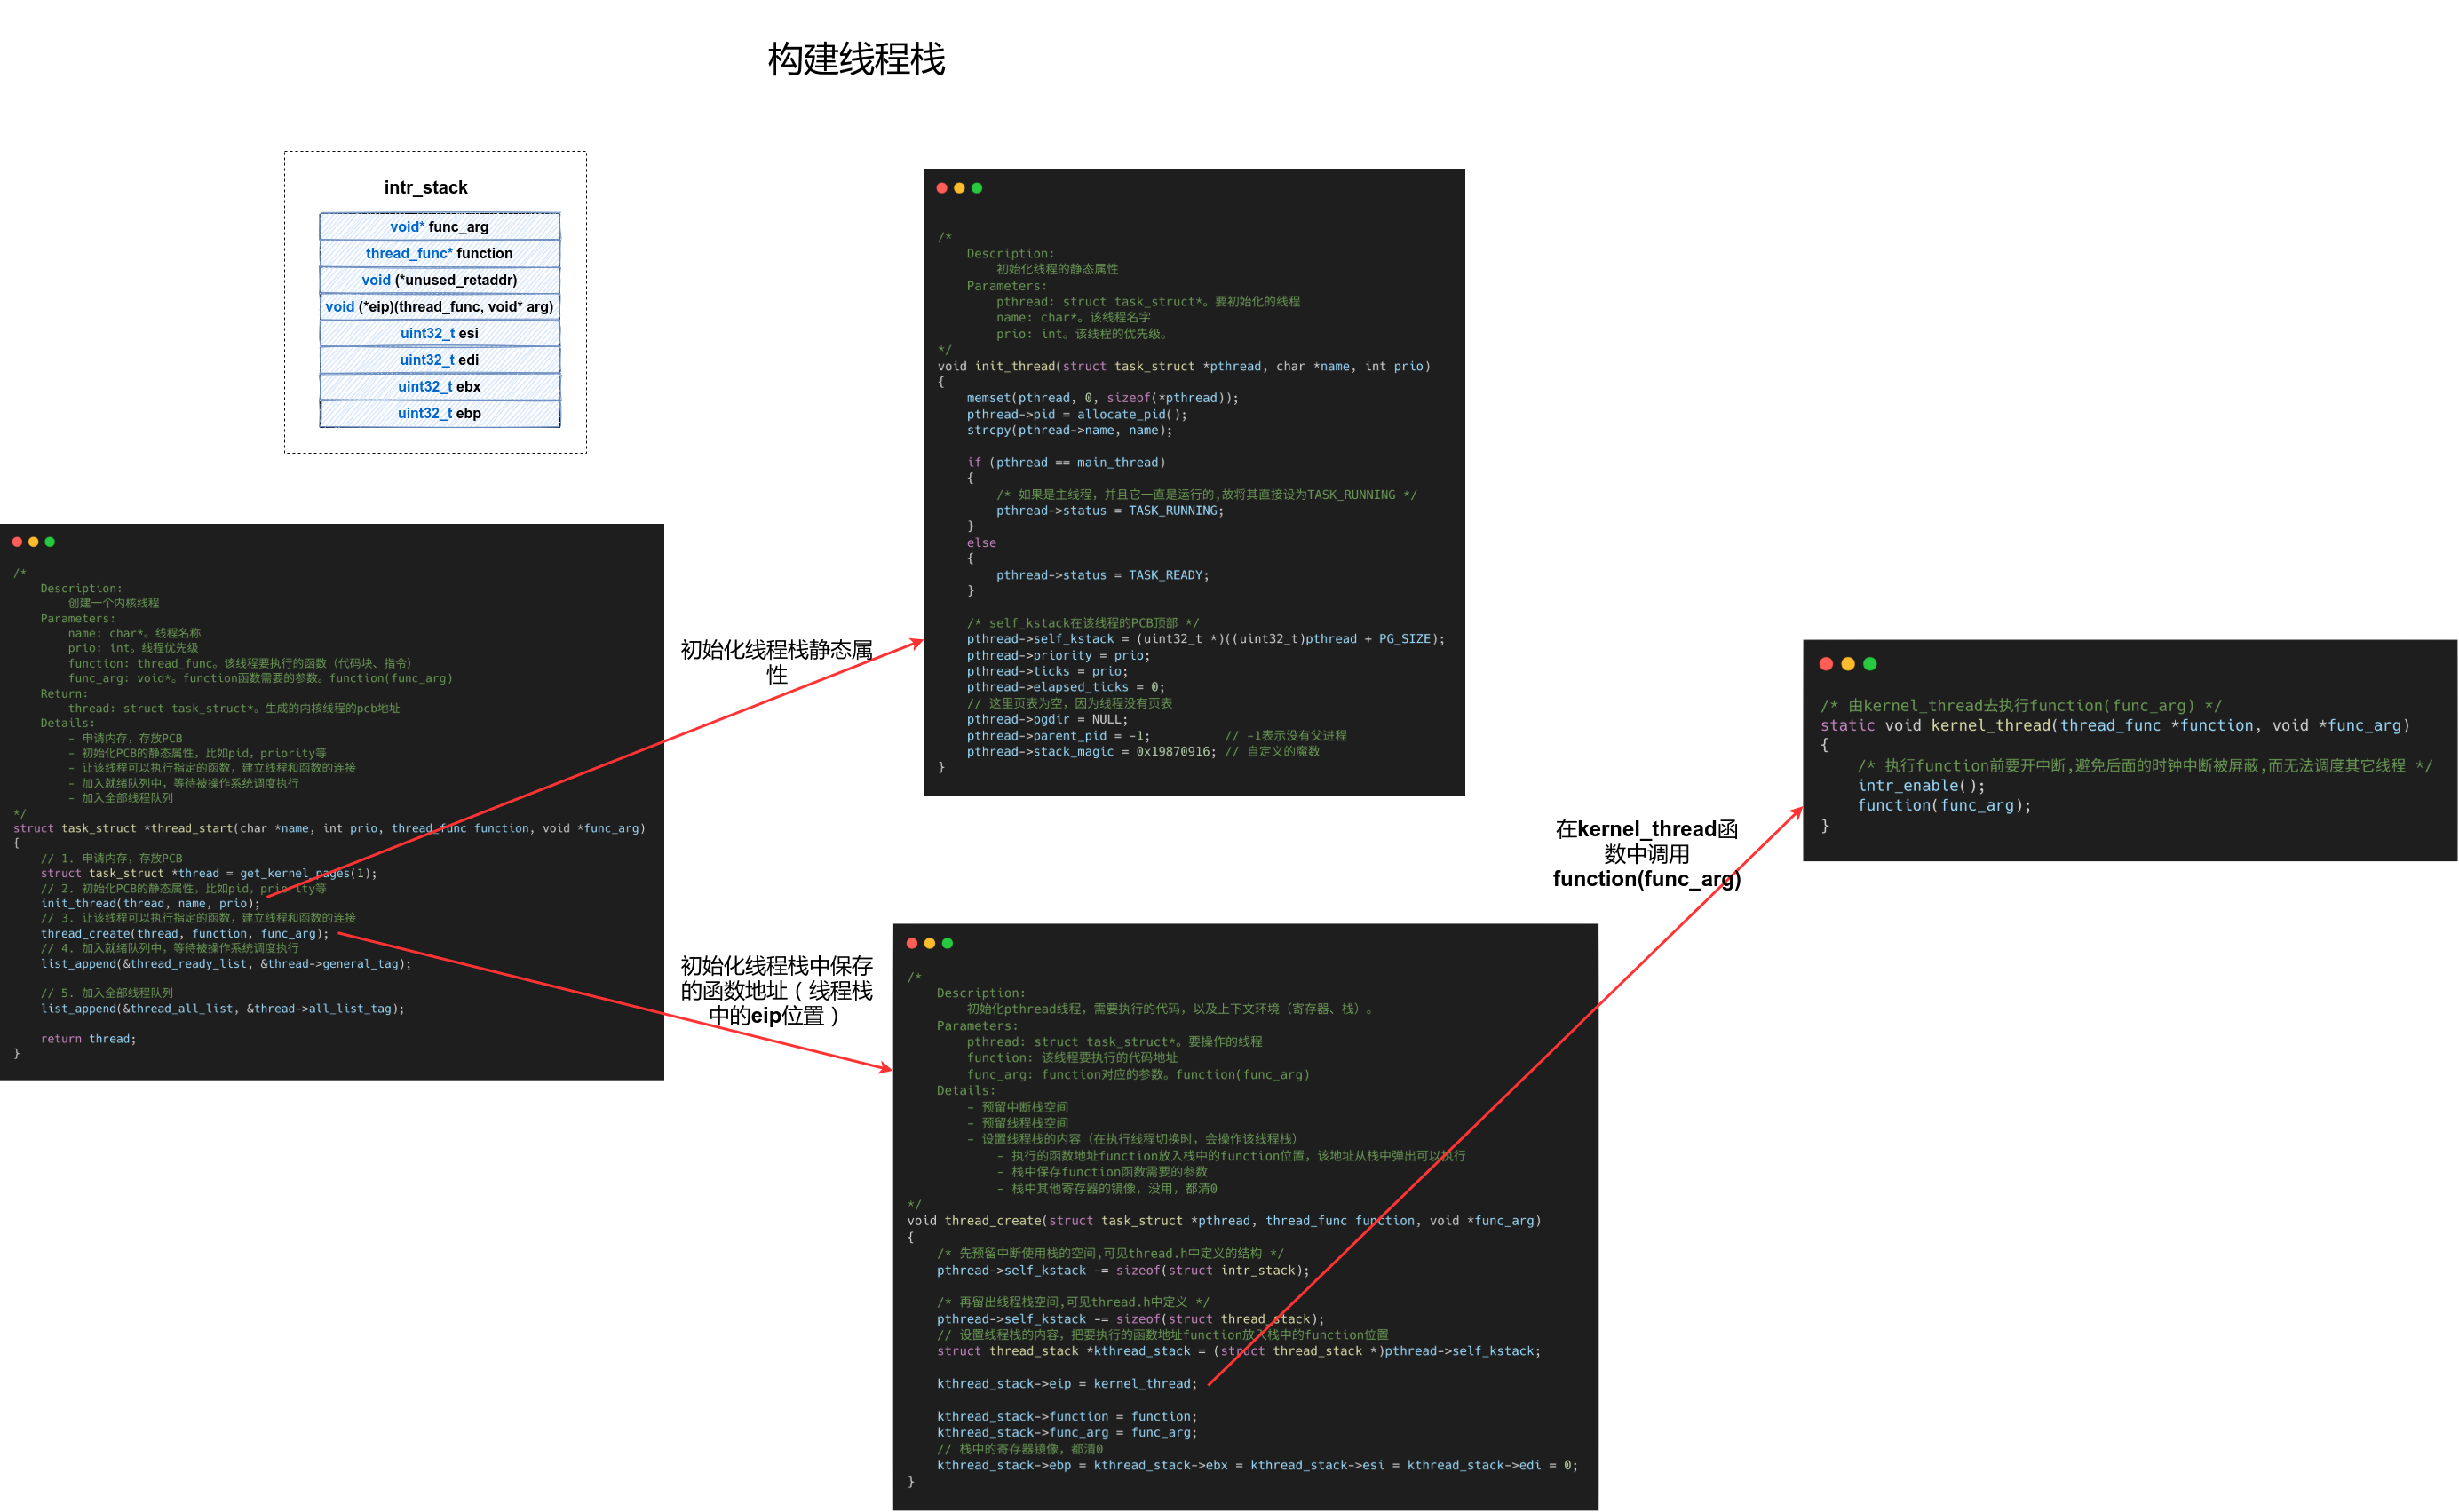 构建线程栈
intr_stack
void* func_arg
thread_func* function
void (*unused_retaddr)
void (*eip)(thread_func, void* arg)
uint32_t esi
uint32_t edi
uint32_t ebx
uint32_t ebp
/*
    Description:
        创建一个内核线程
    Parameters:
        name: char*。线程名称
        prio: int。线程优先级
        function: thread_func。该线程要执行的函数（代码块、指令）
        func_arg: void*。function函数需要的参数。function(func_arg)
    Return:
        thread: struct task_struct*。生成的内核线程的pcb地址
    Details:
        - 申请内存，存放PCB
        - 初始化PCB的静态属性，比如pid，priority等
        - 让该线程可以执行指定的函数，建立线程和函数的连接
        - 加入就绪队列中，等待被操作系统调度执行
        - 加入全部线程队列
*/
struct task_struct *thread_start(char *name, int prio, thread_func function, void *func_arg)
{
    // 1. 申请内存，存放PCB
    struct task_struct *thread = get_kernel_pages(1);
    // 2. 初始化PCB的静态属性，比如pid，priority等
    init_thread(thread, name, prio);
    // 3. 让该线程可以执行指定的函数，建立线程和函数的连接
    thread_create(thread, function, func_arg);
    // 4. 加入就绪队列中，等待被操作系统调度执行
    list_append(&thread_ready_list, &thread->general_tag);
    // 5. 加入全部线程队列
    list_append(&thread_all_list, &thread->all_list_tag);
    return thread;
}
初始化线程栈静态属
性
/*
    Description:
        初始化线程的静态属性
    Parameters:
        pthread: struct task_struct*。要初始化的线程
        name: char*。该线程名字
        prio: int。该线程的优先级。
*/
void init_thread(struct task_struct *pthread, char *name, int prio)
{
    memset(pthread, 0, sizeof(*pthread));
    pthread->pid = allocate_pid();
    strcpy(pthread->name, name);
    if (pthread == main_thread)
    {
        /* 如果是主线程，并且它一直是运行的,故将其直接设为TASK_RUNNING */
        pthread->status = TASK_RUNNING;
    }
    else
    {
        pthread->status = TASK_READY;
    }
    /* self_kstack在该线程的PCB顶部 */
    pthread->self_kstack = (uint32_t *)((uint32_t)pthread + PG_SIZE);
    pthread->priority = prio;
    pthread->ticks = prio;
    pthread->elapsed_ticks = 0;
    // 这里页表为空，因为线程没有页表
    pthread->pgdir = NULL;
    pthread->parent_pid = -1;          // -1表示没有父进程
    pthread->stack_magic = 0x19870916; // 自定义的魔数
}
初始化线程栈中保存
的函数地址（线程栈
中的eip位置）
/*
    Description:
        初始化pthread线程，需要执行的代码，以及上下文环境（寄存器、栈）。
    Parameters:
        pthread: struct task_struct*。要操作的线程
        function: 该线程要执行的代码地址
        func_arg: function对应的参数。function(func_arg)
    Details:
        - 预留中断栈空间
        - 预留线程栈空间
        - 设置线程栈的内容（在执行线程切换时，会操作该线程栈）
            - 执行的函数地址function放入栈中的function位置，该地址从栈中弹出可以执行
            - 栈中保存function函数需要的参数
            - 栈中其他寄存器的镜像，没用，都清0
*/
void thread_create(struct task_struct *pthread, thread_func function, void *func_arg)
{
    /* 先预留中断使用栈的空间,可见thread.h中定义的结构 */
    pthread->self_kstack -= sizeof(struct intr_stack);
    /* 再留出线程栈空间,可见thread.h中定义 */
    pthread->self_kstack -= sizeof(struct thread_stack);
    // 设置线程栈的内容，把要执行的函数地址function放入栈中的function位置
    struct thread_stack *kthread_stack = (struct thread_stack *)pthread->self_kstack;
    kthread_stack->eip = kernel_thread;
    kthread_stack->function = function;
    kthread_stack->func_arg = func_arg;
    // 栈中的寄存器镜像，都清0
    kthread_stack->ebp = kthread_stack->ebx = kthread_stack->esi = kthread_stack->edi = 0;
}
在kernel_thread函
数中调用
function(func_arg)
/* 由kernel_thread去执行function(func_arg) */
static void kernel_thread(thread_func *function, void *func_arg)
{
    /* 执行function前要开中断,避免后面的时钟中断被屏蔽,而无法调度其它线程 */
    intr_enable();
    function(func_arg);
}